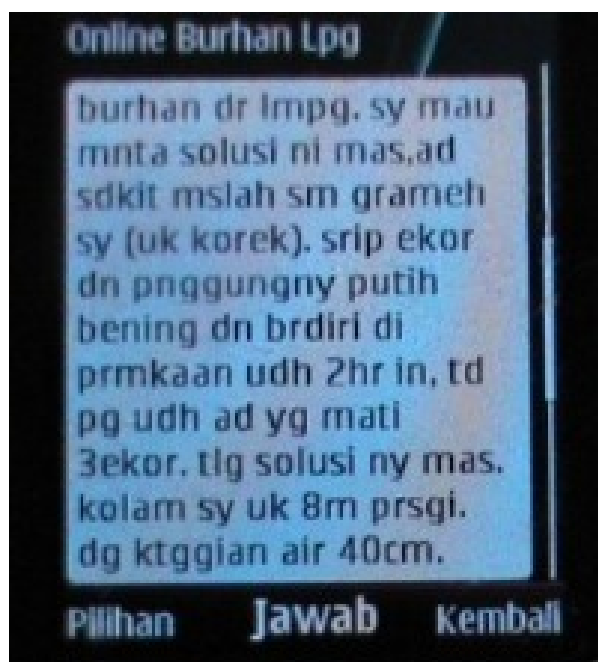 Online Burhan Lpg
burhan dr lmpg. sy mau
mnta solusi ni mas,ad
sdkit mslah sm grameh
sy (uk korek). srip ekor
dn pnggungny putih
bening dn brdiri di
prmkaan udh 2hr in, td
pg udh ad yg mati
3ekor. tlg solusi ny mas.
kolam sy uk 8m prsgi.
dg ktggian air 40cm.
Pilihan Jawab Kembali